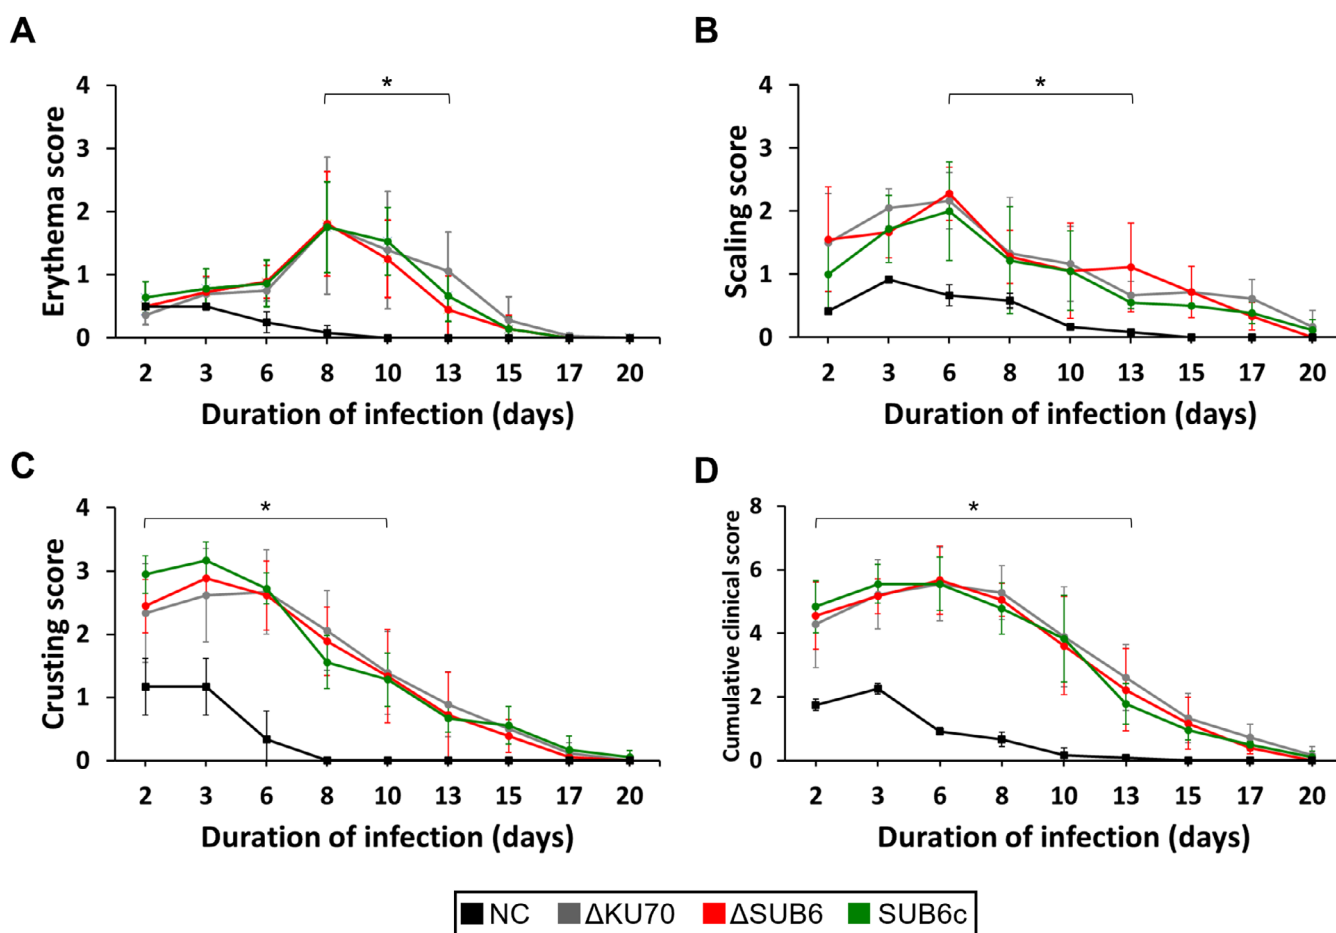 A
*
4
3
2
1
0
Erythema score
2 3 6 8 10 13 15 17 20
Duration of infection (days)
B
*
4
3
2
1
0
Scaling score
2 3 6 8 10 13 15 17 20
Duration of infection (days)
C
*
4
3
2
1
0
Crusting score
2 3 6 8 10 13 15 17 20
Duration of infection (days)
D
*
8
6
4
2
0
Cumulative clinical score
2 3 6 8 10 13 15 17 20
Duration of infection (days)
NC ΔKU70 ΔSUB6 SUB6c